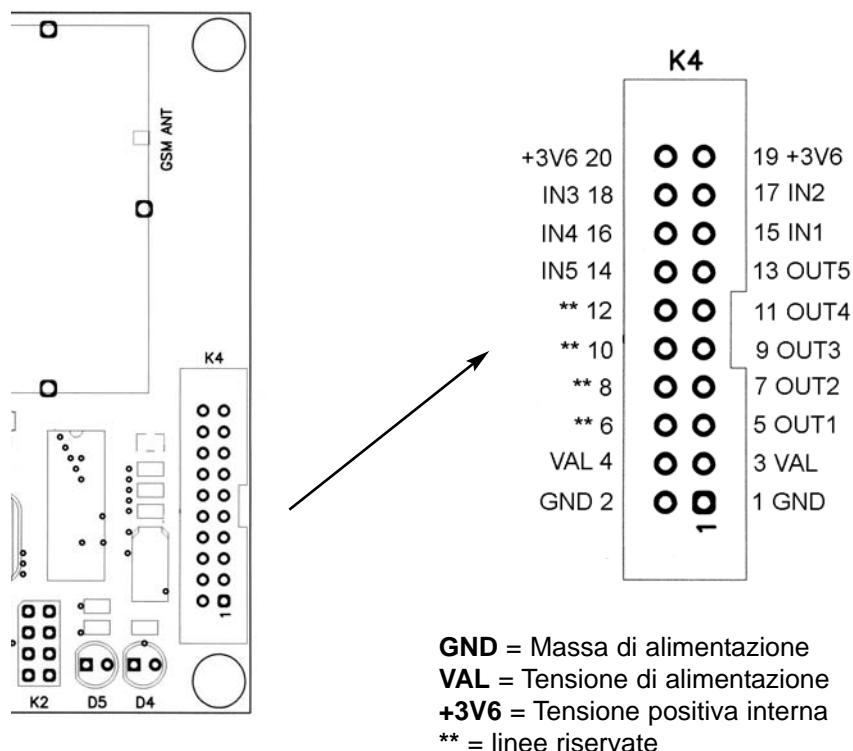 GSM ANT
K4
1
K2
D5
D4
K4
+3V6 20
19 +3V6
IN3 18
17 IN2
IN4 16
15 IN1
IN5 14
13 OUT5
** 12
11 OUT4
** 10
9 OUT3
** 8
7 OUT2
** 6
5 OUT1
VAL 4
3 VAL
GND 2
1 GND
1
GND = Massa di alimentazione
VAL = Tensione di alimentazione
+3V6 = Tensione positiva interna
** = linee riservate